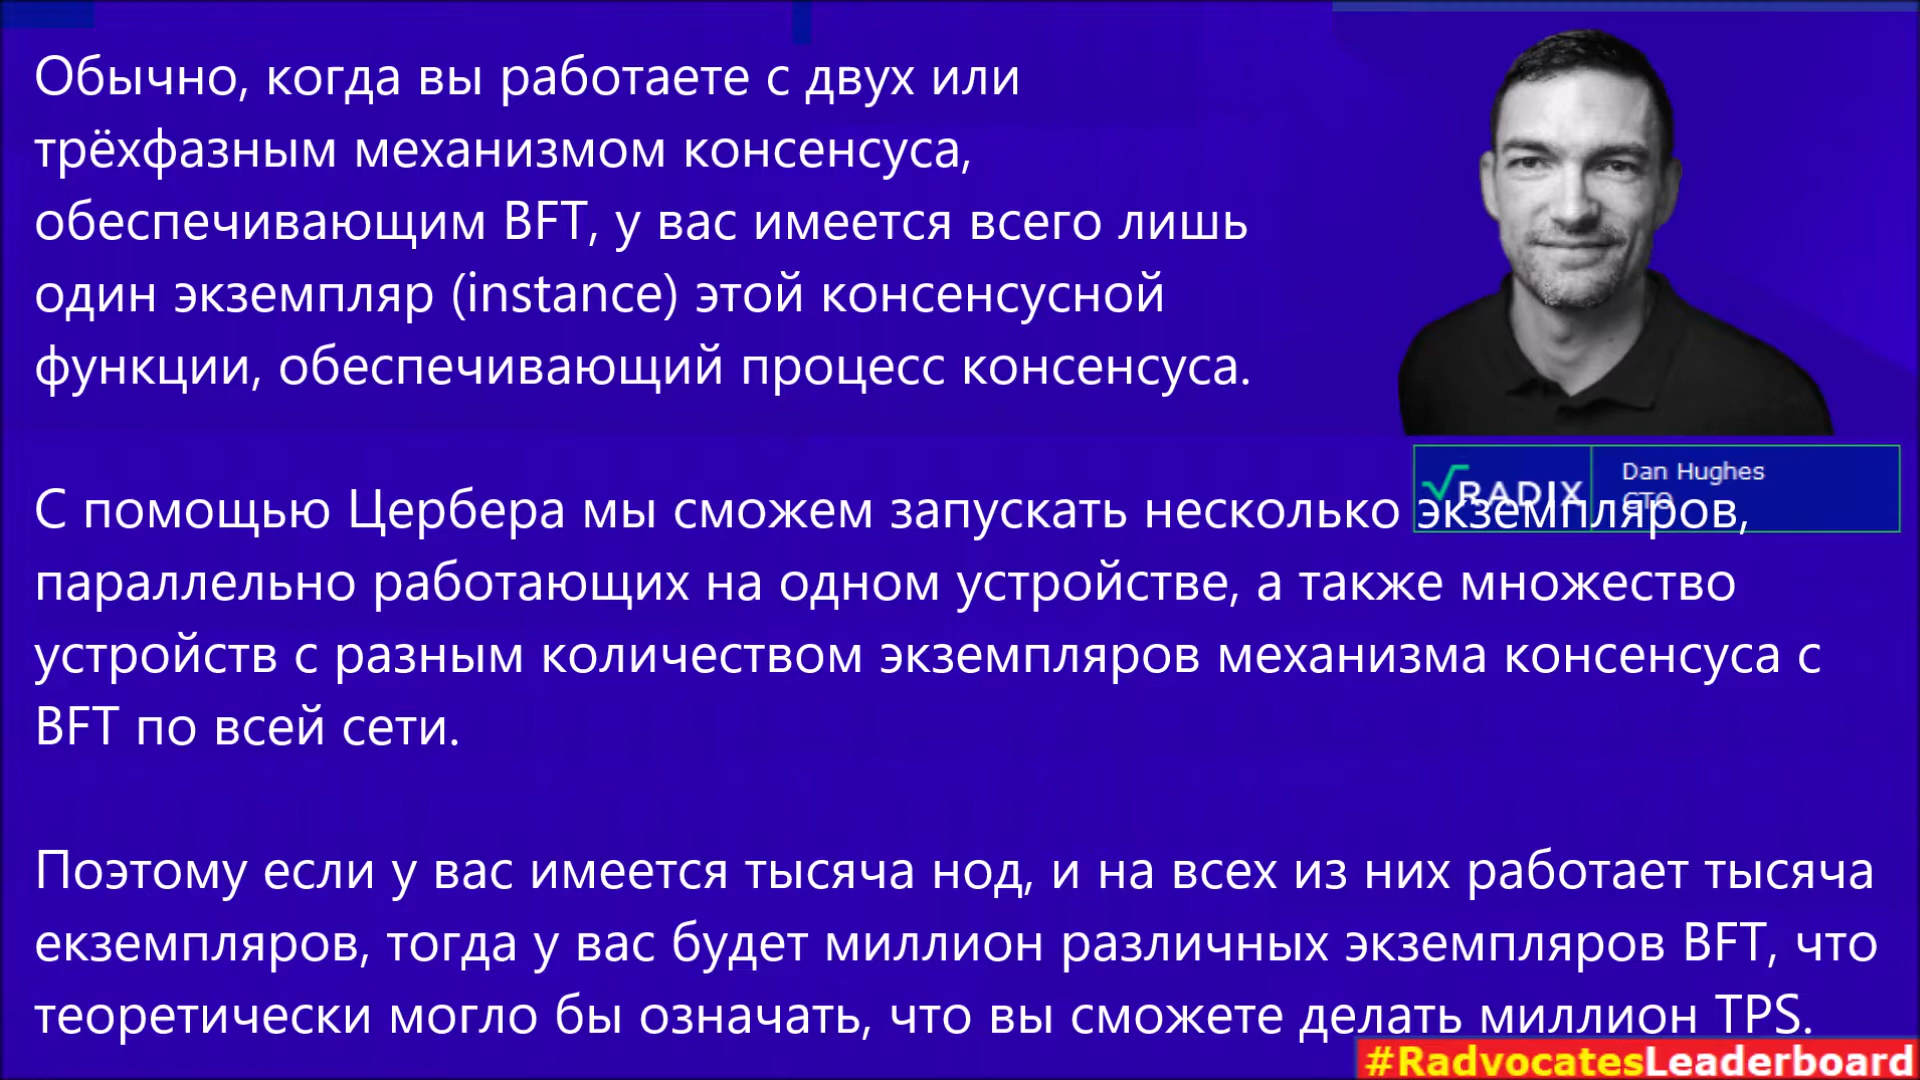 Обычно, когда вы работаете с двух или
трёхфазным механизмом консенсуса,
обеспечивающим BFT, у вас имеется всего лишь
один экземпляр (instance) этой консенсусной
функции, обеспечивающий процесс консенсуса.
RADIX
Dan Hughes
CTO
С помощью Цербера мы сможем запускать несколько экземпляров,
параллельно работающих на одном устройстве, а также множество
устройств с разным количеством экземпляров механизма консенсуса с
BFT по всей сети.
Поэтому если у вас имеется тысяча нод, и на всех из них работает тысяча
екземпляров, тогда у вас будет миллион различных экземпляров BFT, что
теоретически могло бы означать, что вы сможете делать миллион TPS.
#RadvocatesLeaderboard